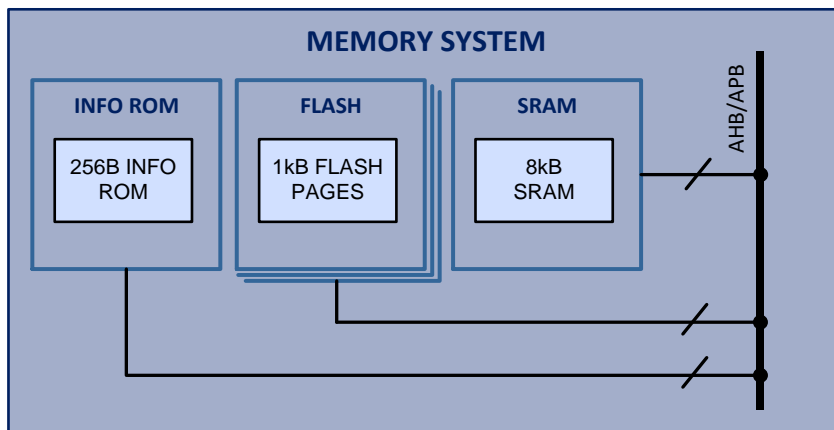 MEMORY SYSTEM
INFO ROM
256B INFO
ROM
FLASH
1kB FLASH
PAGES
SRAM
8kB
SRAM
AHB/APB